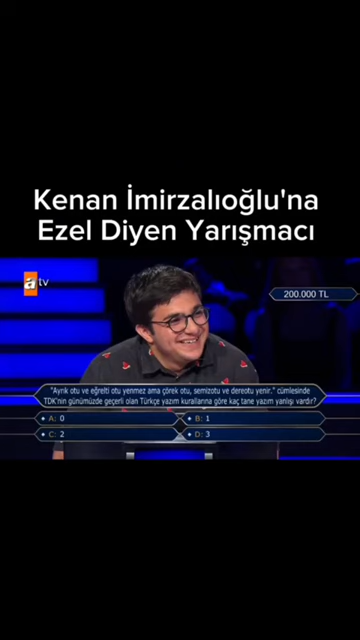 Kenan İmirzalıoğlu'na
Ezel Diyen Yarışmacı
atv
200.000 TL
"Ayrık otu ve eğrelti otu yenmez ama çörek otu, semizotu ve dereotu yenir." cümlesinde
TDK'nin günümüzde geçerli olan Türkçe yazım kurallarına göre kaç tane yazım yanlışı vardır?
A: 0
B: 1
C: 2
D: 3